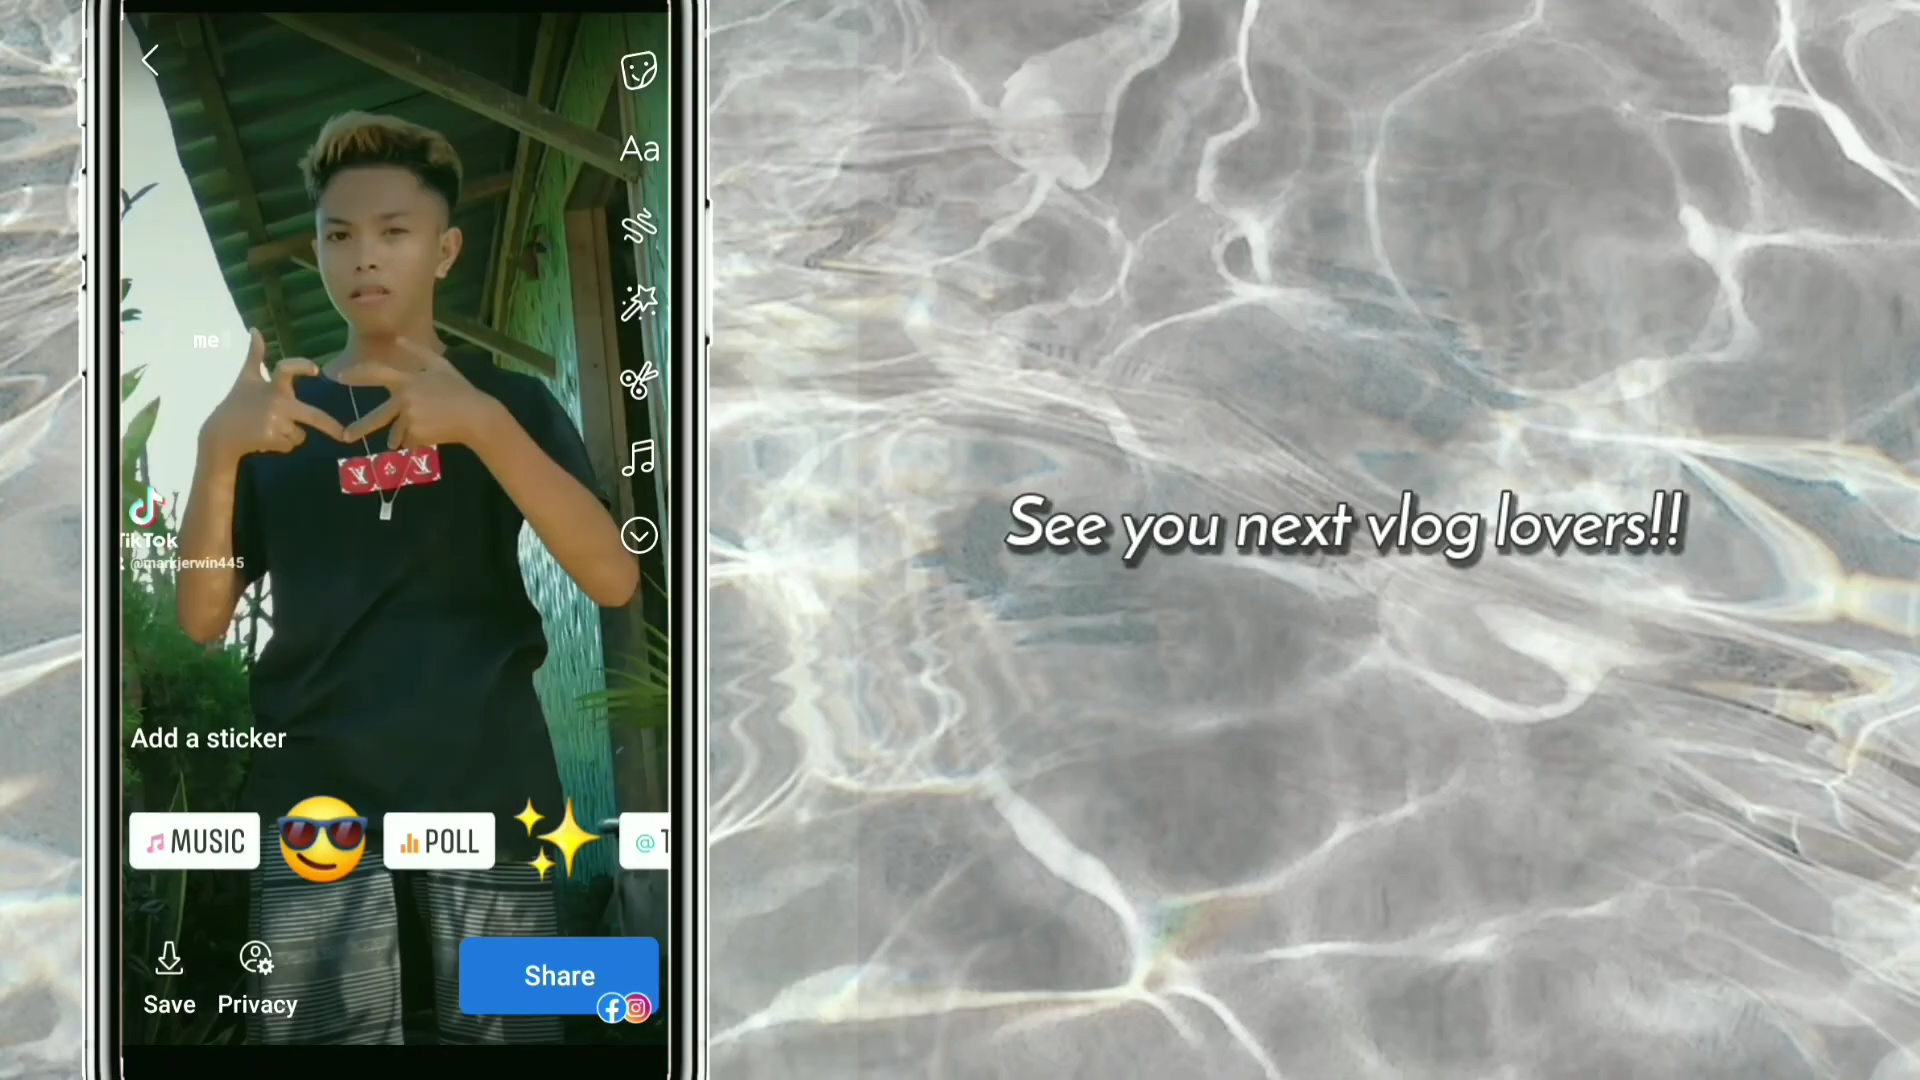 Aa
me
TikTok
@markjerwin445
See you next vlog lovers!!
Add a sticker
MUSIC
POLL
@T
Save
Privacy
Share